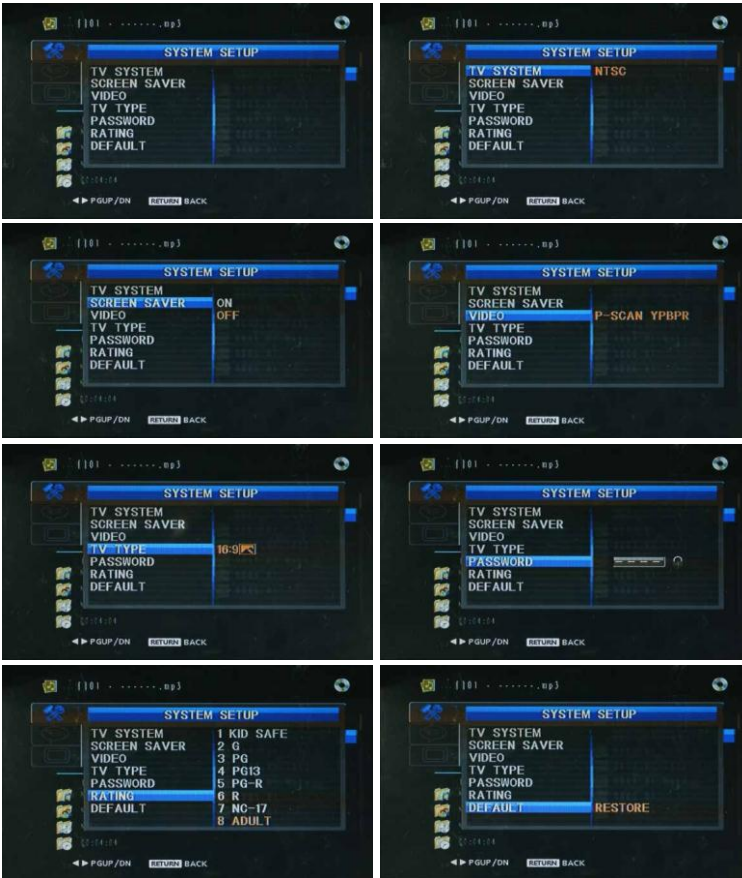 .mp3
SYSTEM SETUP
TV SYSTEM
SCREEN SAVER
VIDEO
TV TYPE
PASSWORD
RATING
DEFAULT
PGUP/DN RETURN BACK
.mp3
SYSTEM SETUP
TV SYSTEM NTSC
SCREEN SAVER
VIDEO
TV TYPE
PASSWORD
RATING
DEFAULT
PGUP/DN RETURN BACK
.mp3
SYSTEM SETUP
TV SYSTEM
SCREEN SAVER ON
VIDEO OFF
TV TYPE
PASSWORD
RATING
DEFAULT
PGUP/DN RETURN BACK
.mp3
SYSTEM SETUP
TV SYSTEM
SCREEN SAVER
VIDEO P-SCAN YPBPR
TV TYPE
PASSWORD
RATING
DEFAULT
PGUP/DN RETURN BACK
.mp3
SYSTEM SETUP
TV SYSTEM
SCREEN SAVER
VIDEO
TV TYPE 16:9
PASSWORD
RATING
DEFAULT
PGUP/DN RETURN BACK
.mp3
SYSTEM SETUP
TV SYSTEM
SCREEN SAVER
VIDEO
TV TYPE
PASSWORD
RATING
DEFAULT
PGUP/DN RETURN BACK
.mp3
SYSTEM SETUP
TV SYSTEM 1 KID SAFE
SCREEN SAVER 2 G
VIDEO 3 PG
TV TYPE 4 PG13
PASSWORD 5 PG-R
RATING 6 R
DEFAULT 7 NC-17
8 ADULT
PGUP/DN RETURN BACK
.mp3
SYSTEM SETUP
TV SYSTEM
SCREEN SAVER
VIDEO
TV TYPE
PASSWORD
RATING
DEFAULT RESTORE
PGUP/DN RETURN BACK